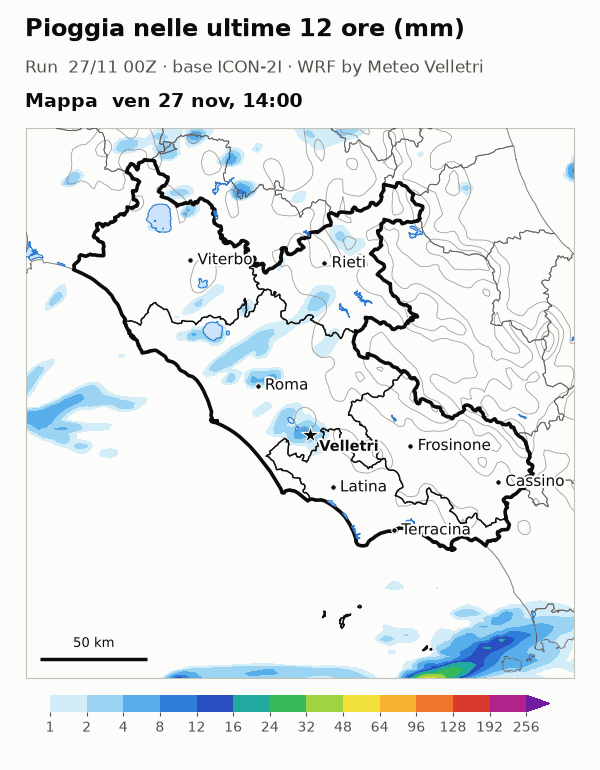 Pioggia nelle ultime 12 ore (mm)
Run  27/11 00Z · base ICON-2I · WRF by Meteo Velletri
Mappa  ven 27 nov, 14:00
Viterbo
Rieti
Roma
Velletri
Frosinone
Cassino
Latina
Terracina
50 km
1 2 4 8 12 16 24 32 48 64 96 128 192 256